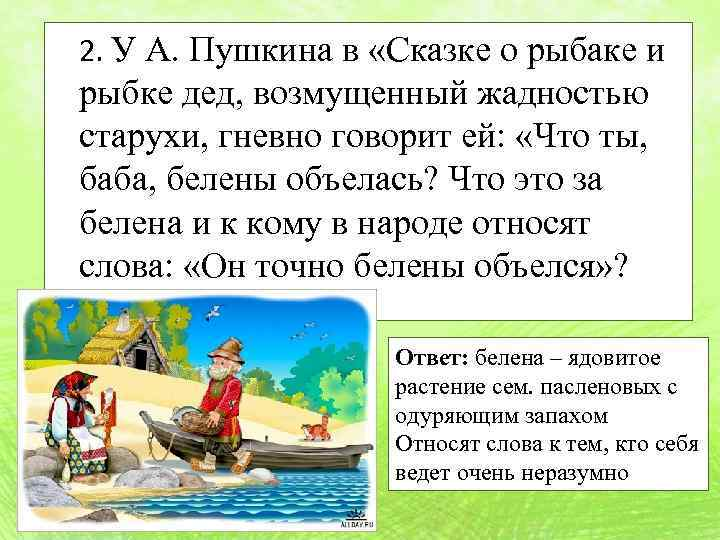 2. У А. Пушкина в «Сказке о рыбаке и
рыбке дед, возмущенный жадностью
старухи, гневно говорит ей: «Что ты,
баба, белены объелась? Что это за
белена и к кому в народе относят
слова: «Он точно белены объелся» ?
Ответ: белена – ядовитое
растение сем. пасленовых с
одуряющим запахом
Относят слова к тем, кто себя
ведет очень неразумно
ALLDAY.RU